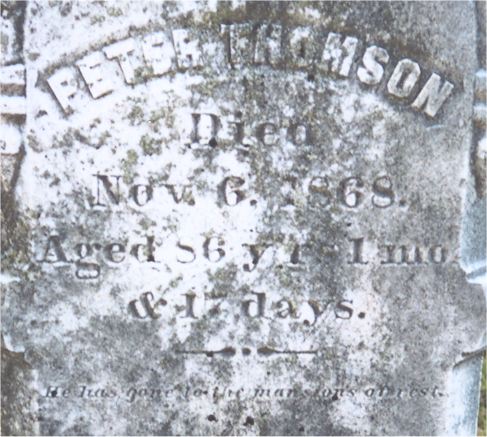 PETER THOMSON
Died
Nov. 6. 1868.
Aged 86 yrs 1 mo.
& 17 days.
He has gone to the mansions of rest.